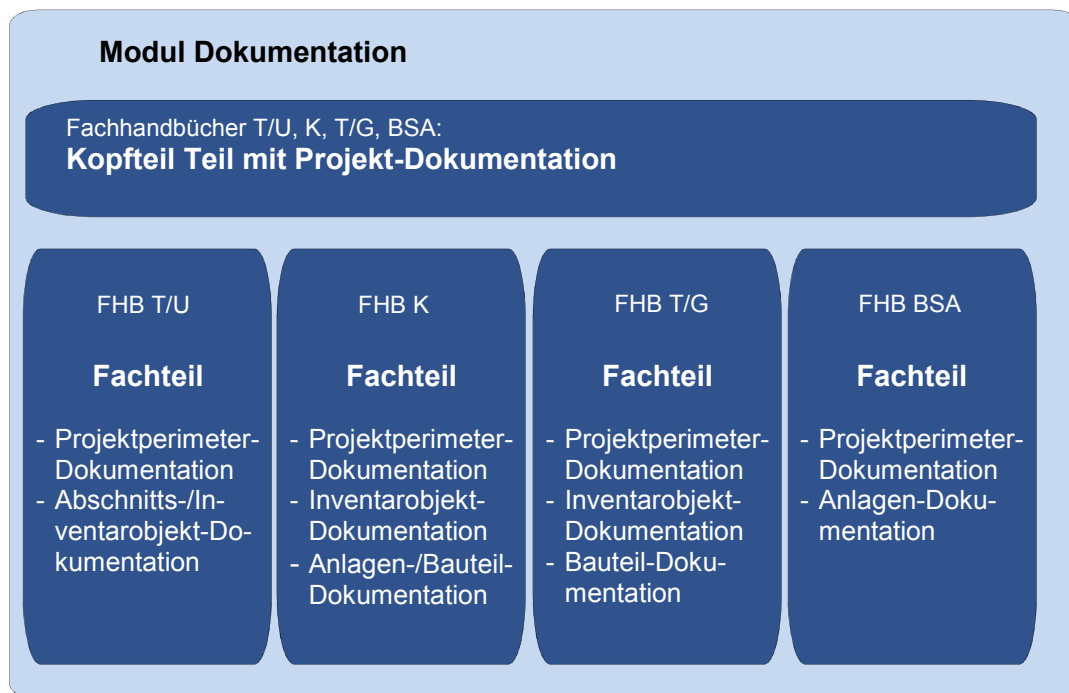 Modul Dokumentation
Fachhandbücher T/U, K, T/G, BSA:
Kopfteil Teil mit Projekt-Dokumentation
FHB T/U
Fachteil
- Projektperimeter-
Dokumentation
- Abschnitts-/In-
ventarobjekt-Do-
kumentation
FHB K
Fachteil
- Projektperimeter-
Dokumentation
- Inventarobjekt-
Dokumentation
- Anlagen-/Bauteil-
Dokumentation
FHB T/G
Fachteil
- Projektperimeter-
Dokumentation
- Inventarobjekt-
Dokumentation
- Bauteil-Doku-
mentation
FHB BSA
Fachteil
- Projektperimeter-
Dokumentation
- Anlagen-Doku-
mentation